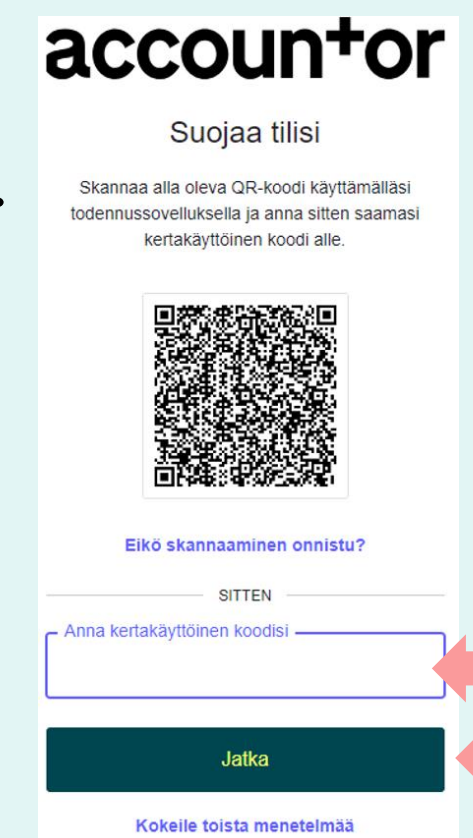 accountor
Suojaa tilisi
Skannaa alla oleva QR-koodi käyttämälläsi
todennussovelluksella ja anna sitten saamasi
kertakäyttöinen koodi alle.
Eikö skannaaminen onnistu?
SITTEN
Anna kertakäyttöinen koodisi
Jatka
Kokeile toista menetelmää